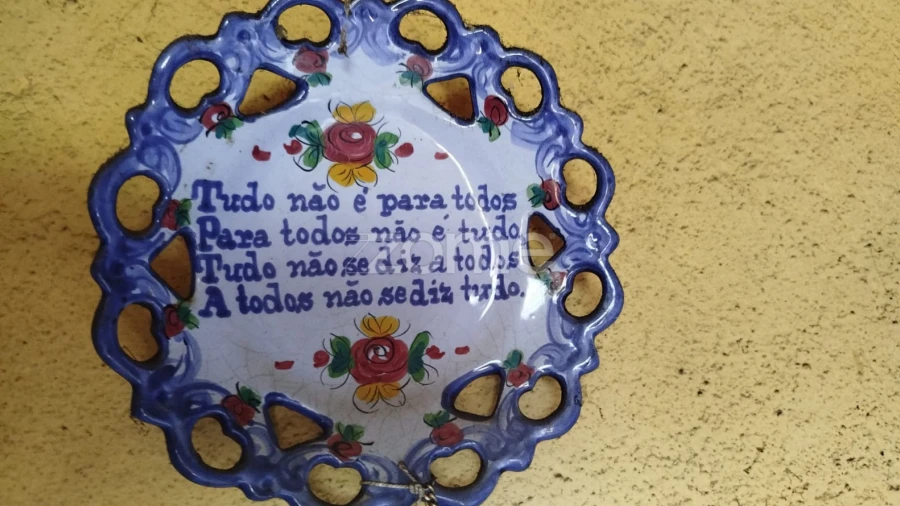 Tudo não é para todos
Para todos não é tudo
Tudo não se diz a todos
A todos não se diz tudo.